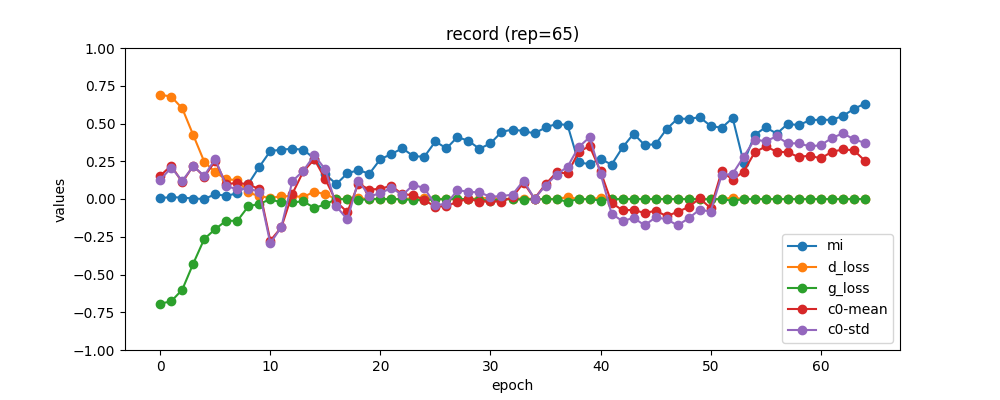 record (rep=65)
values
1.00
0.75
0.50
0.25
0.00
−0.25
−0.50
−0.75
−1.00
0 10 20 30 40 50 60
epoch
mi
d_loss
g_loss
c0-mean
c0-std